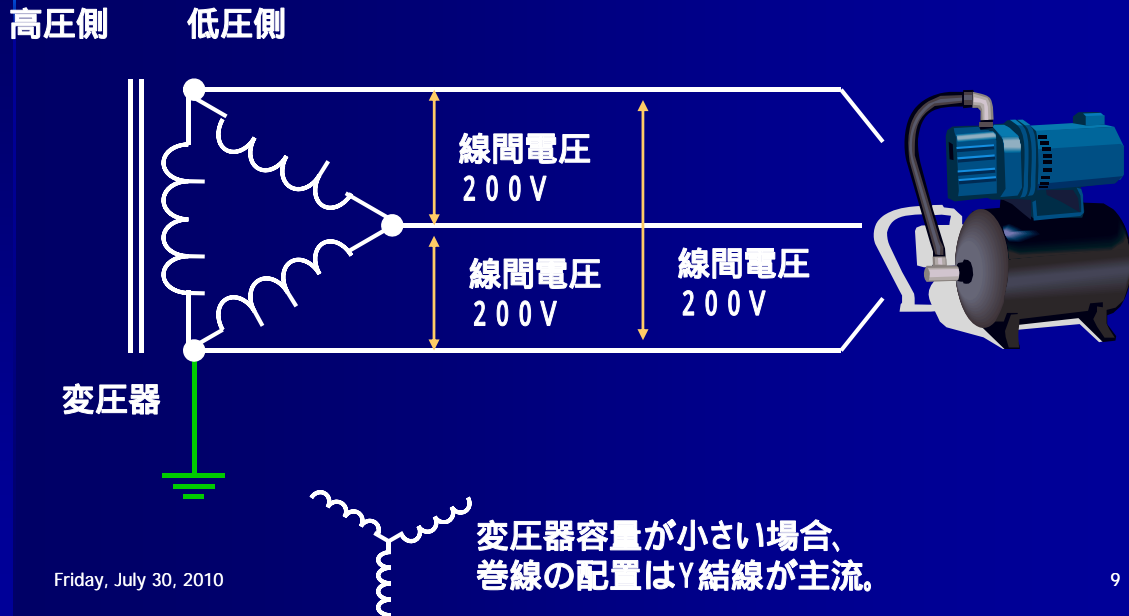 高圧側 低圧側
線間電圧
２００Ｖ
線間電圧
２００Ｖ
線間電圧
２００Ｖ
変圧器
変圧器容量が小さい場合、
巻線の配置はＹ結線が主流。
Friday, July 30, 2010
9